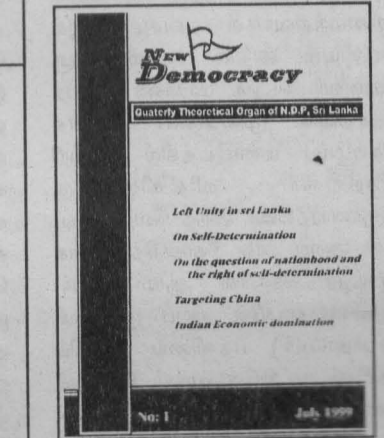 New
Democracy
Quaterly Theoretical Organ of N.D.P, Sri Lanka
Left Unity in sri Lanka
On Self-Determination
On the question of nationhood and
the right of self-determination
Targeting China
Indian Economic domination
No: 1
July 1999